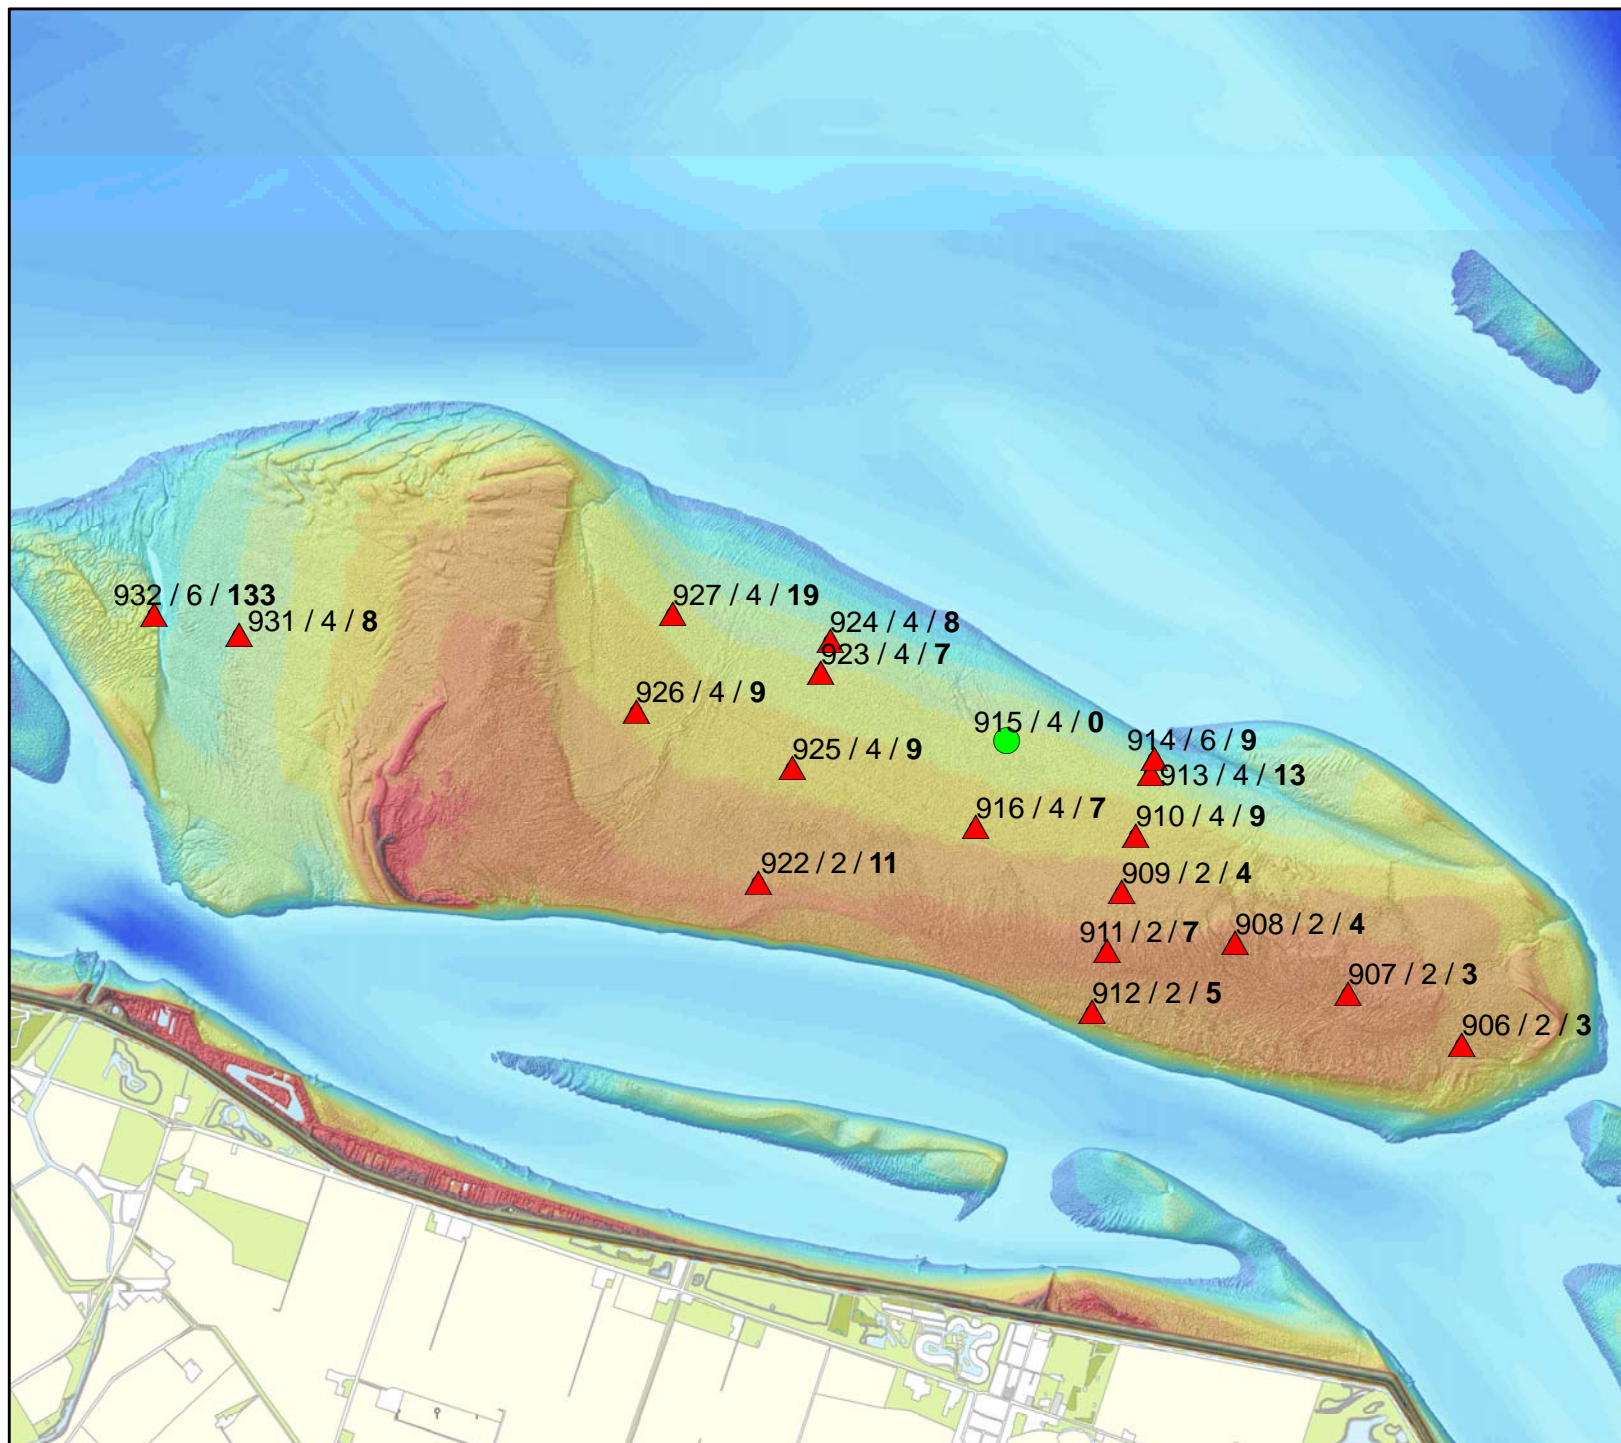 932 / 6 / 133
927 / 4 / 19
931 / 4 / 8
924 / 4 / 8
923 / 4 / 7
926 / 4 / 9
915 / 4 / 0
914 / 6 / 9
925 / 4 / 9
913 / 4 / 13
916 / 4 / 7
910 / 4 / 9
922 / 2 / 11
909 / 2 / 4
911 / 2 / 7
908 / 2 / 4
907 / 2 / 3
912 / 2 / 5
906 / 2 / 3